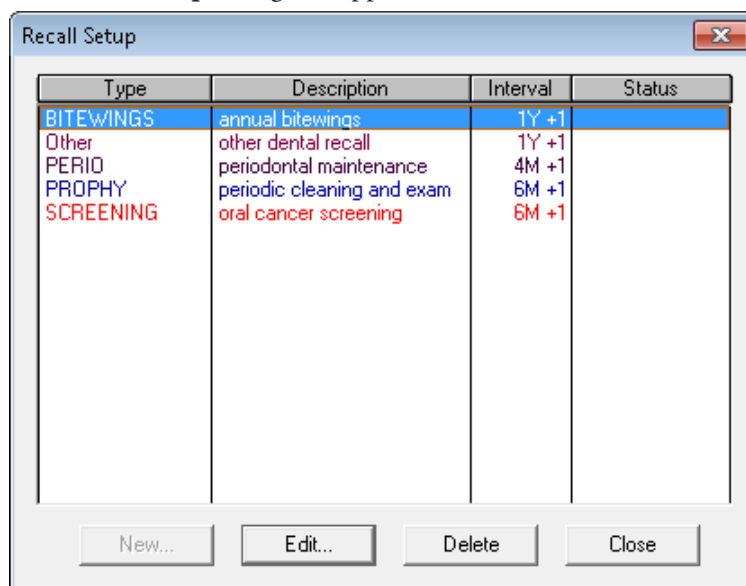 Recall Setup
Type Description Interval Status
BITEWINGS annual bitewings 1Y +1
Other other dental recall 1Y +1
PERIO periodontal maintenance 4M +1
PROPHY periodic cleaning and exam 6M +1
SCREENING oral cancer screening 6M +1
New... Edit... Delete Close